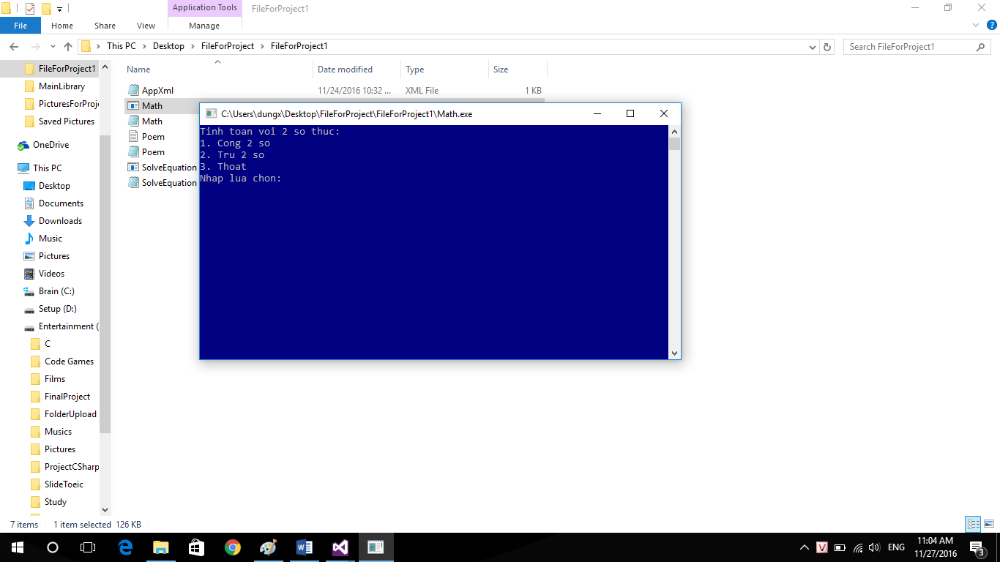 Application Tools
FileForProject1
File
Home
Share
View
Manage
This PC
Desktop
FileForProject
FileForProject1
Search FileForProject1
FileForProject1
MainLibrary
PicturesForProj
Saved Pictures
OneDrive
This PC
Desktop
Documents
Downloads
Music
Pictures
Videos
Brain (C:)
Setup (D:)
Entertainment (
C
Code Games
Films
FinalProject
FolderUpload
Musics
Pictures
ProjectCSharp
SlideToeic
Study
Name
Date modified
Type
Size
AppXml
11/24/2016 10:32 ...
XML File
1 KB
Math
Math
Poem
Poem
SolveEquation
SolveEquation
C:\Users\dungx\Desktop\FileForProject\FileForProject1\Math.exe
Tinh toan voi 2 so thuc:
1. Cong 2 so
2. Tru 2 so
3. Thoat
Nhap lua chon:
7 items
1 item selected
126 KB
ENG
11:04 AM
11/27/2016
3